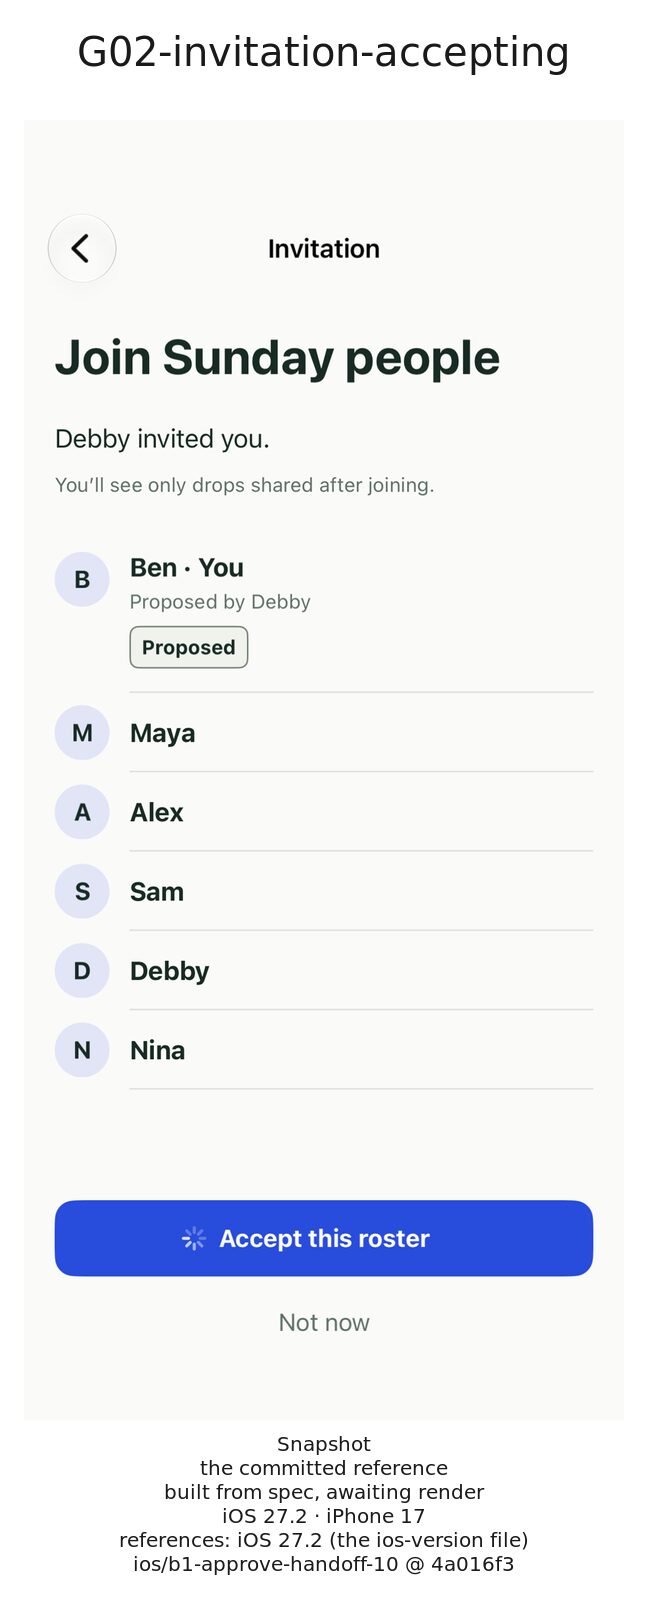 G02-invitation-accepting
Invitation
Join Sunday people
Debby invited you.
You’ll see only drops shared after joining.
B
Ben · You
Proposed by Debby
Proposed
M
Maya
A
Alex
S
Sam
D
Debby
N
Nina
Accept this roster
Not now
Snapshot
the committed reference
built from spec, awaiting render
iOS 27.2 · iPhone 17
references: iOS 27.2 (the ios-version file)
ios/b1-approve-handoff-10 @ 4a016f3